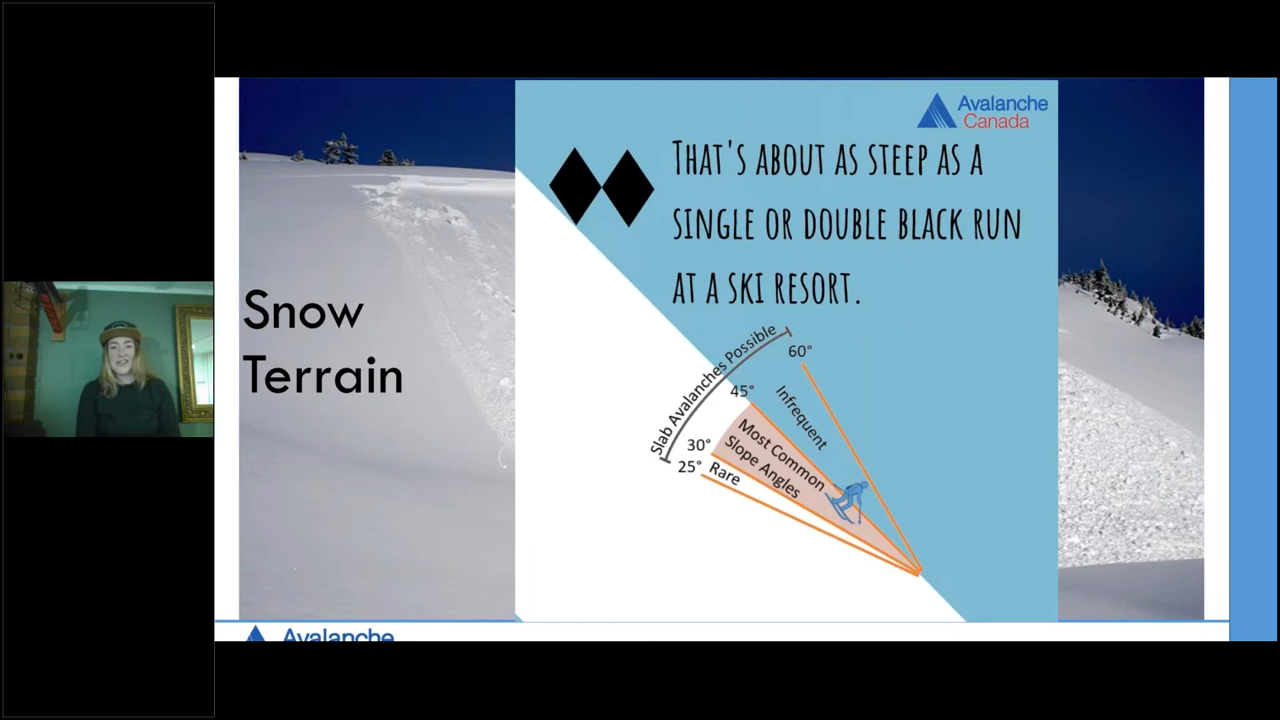 Snow
Terrain
Avalanche
Canada
THAT'S ABOUT AS STEEP AS A
SINGLE OR DOUBLE BLACK RUN
AT A SKI RESORT.
Slab Avalanches Possible
60°
45°
Infrequent
30°
Most Common
Slope Angles
25°
Rare
Avalanche